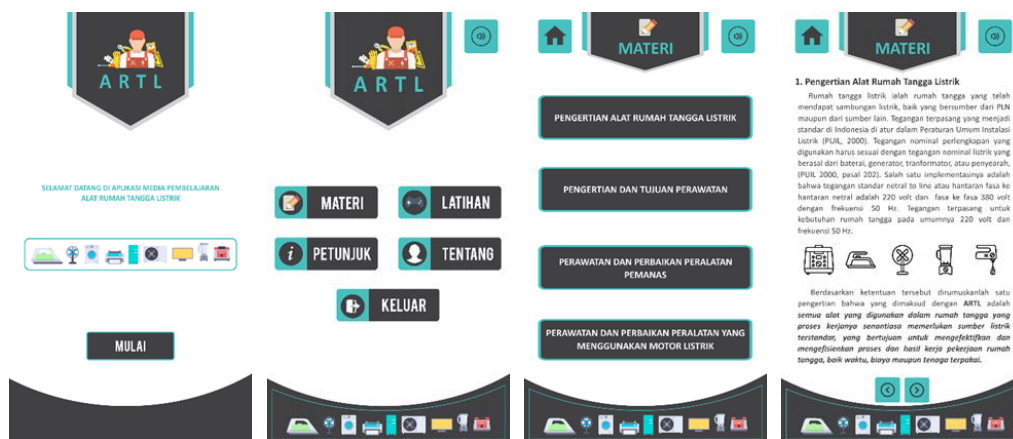 ARTL
SELAMAT DATANG DI APLIKASI MEDIA PEMBELAJARAN
ALAT RUMAH TANGGA LISTRIK
MULAI
ARTL
MATERI
LATIHAN
PETUNJUK
TENTANG
KELUAR
MATERI
PENGERTIAN ALAT RUMAH TANGGA LISTRIK
PENGERTIAN DAN TUJUAN PERAWATAN
PERAWATAN DAN PERBAIKAN PERALATAN
PEMANAS
PERAWATAN DAN PERBAIKAN PERALATAN YANG
MENGGUNAKAN MOTOR LISTRIK
MATERI
1. Pengertian Alat Rumah Tangga Listrik
Rumah tangga listrik ialah rumah tangga yang telah
mendapat sambungan listrik, baik yang bersumber dari PLN
maupun dari sumber lain. Tegangan terpasang yang menjadi
standar di Indonesia di atur dalam Peraturan Umum Instalasi
Listrik (PUIL, 2000). Tegangan nominal perlengkapan yang
digunakan harus sesuai dengan tegangan nominal listrik yang
berasal dari baterai, generator, tranformator, atau penyearah,
(PUIL 2000, pasal 202). Salah satu implementasinya adalah
bahwa tegangan standar netral to line atau hantaran fasa ke
hantaran netral adalah 220 volt dan fasa ke fasa 380 volt
dengan frekuensi 50 Hz. Tegangan terpasang untuk
kebutuhan rumah tangga pada umumnya 220 volt dan
frekuensi 50 Hz.
Berdasarkan ketentuan tersebut dirumuskanlah satu
pengertian bahwa yang dimaksud dengan ARTL adalah
semua alat yang digunakan dalam rumah tangga yang
proses kerjanya senantiasa memerlukan sumber listrik
terstandar, yang bertujuan untuk mengefektifkan dan
mengefisienkan proses dan hasil kerja pekerjaan rumah
tangga, baik waktu, biaya maupun tenaga terpakai.